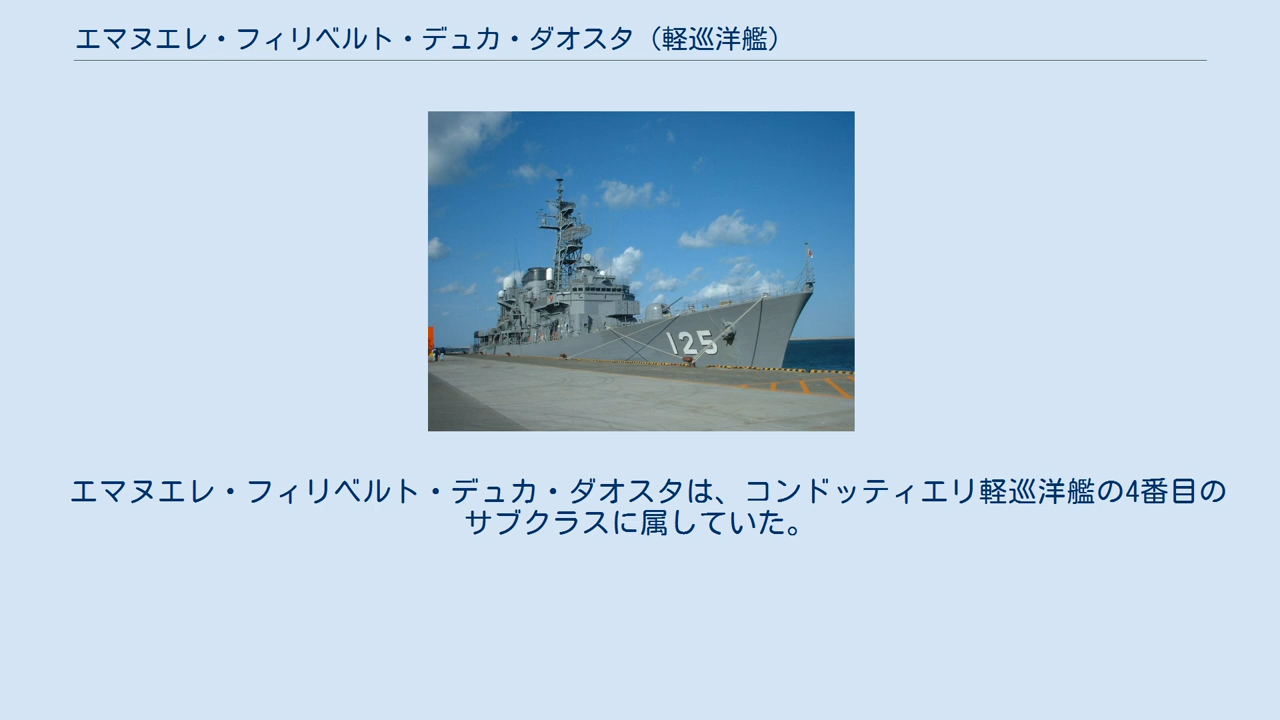 エマヌエレ・フィリベルト・デュカ・ダオスタ（軽巡洋艦）
125
エマヌエレ・フィリベルト・デュカ・ダオスタは、コンドッティエリ軽巡洋艦の4番目の
サブクラスに属していた。